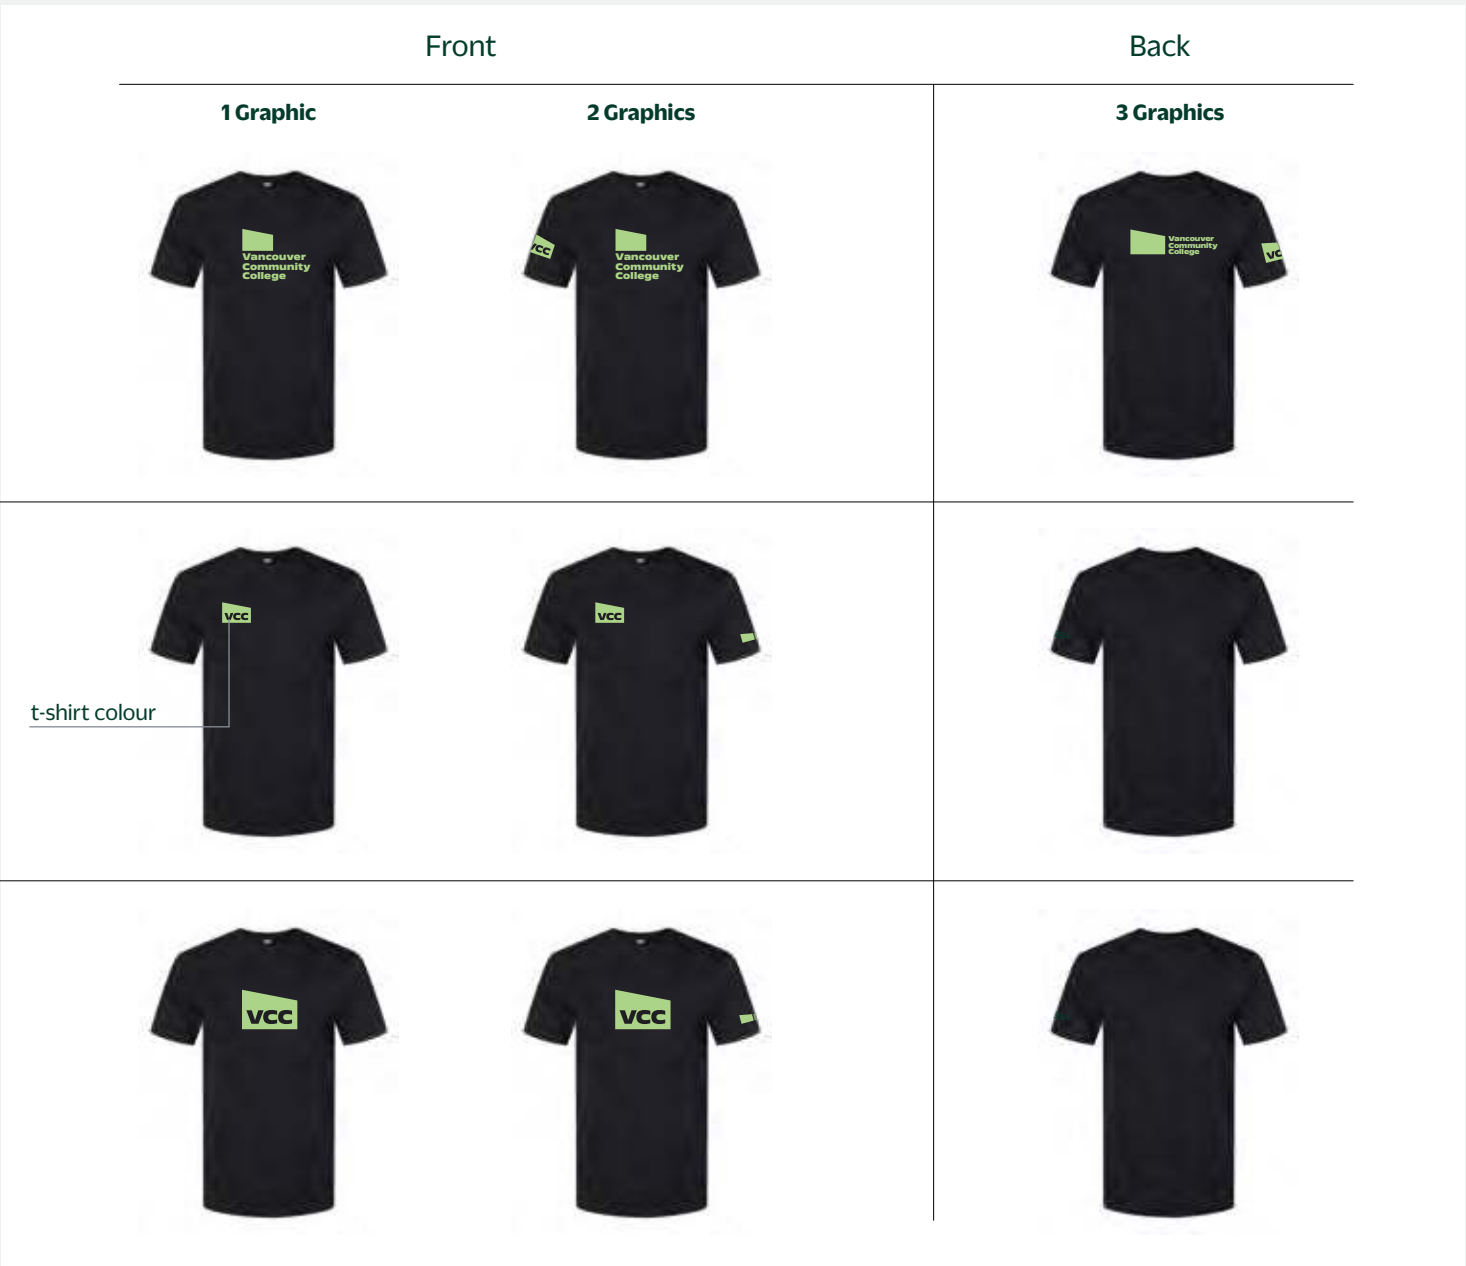 Front
Back
1 Graphic
2 Graphics
3 Graphics
Vancouver
Community
College
VCC
Vancouver
Community
College
Vancouver
Community
College
VC
vcc
vcc
t-shirt colour
vcc
vcc